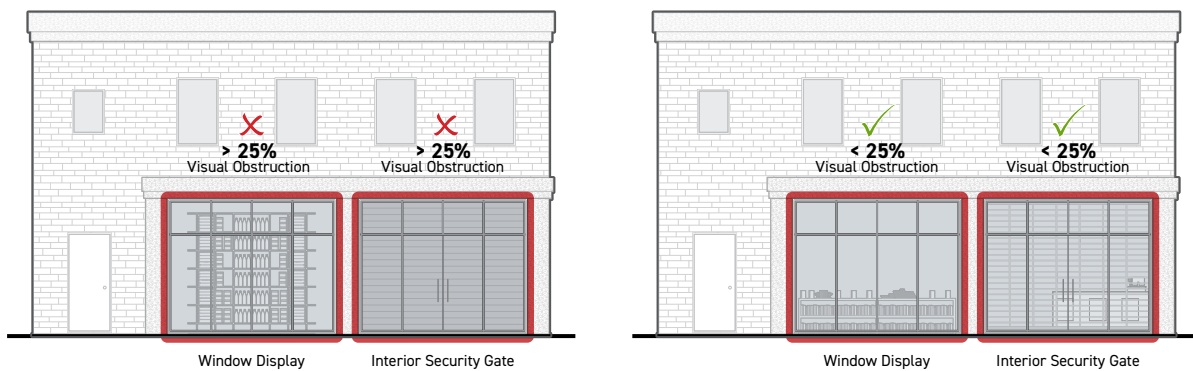 > 25%
Visual Obstruction
> 25%
Visual Obstruction
Window Display
Interior Security Gate
< 25%
Visual Obstruction
< 25%
Visual Obstruction
Window Display
Interior Security Gate